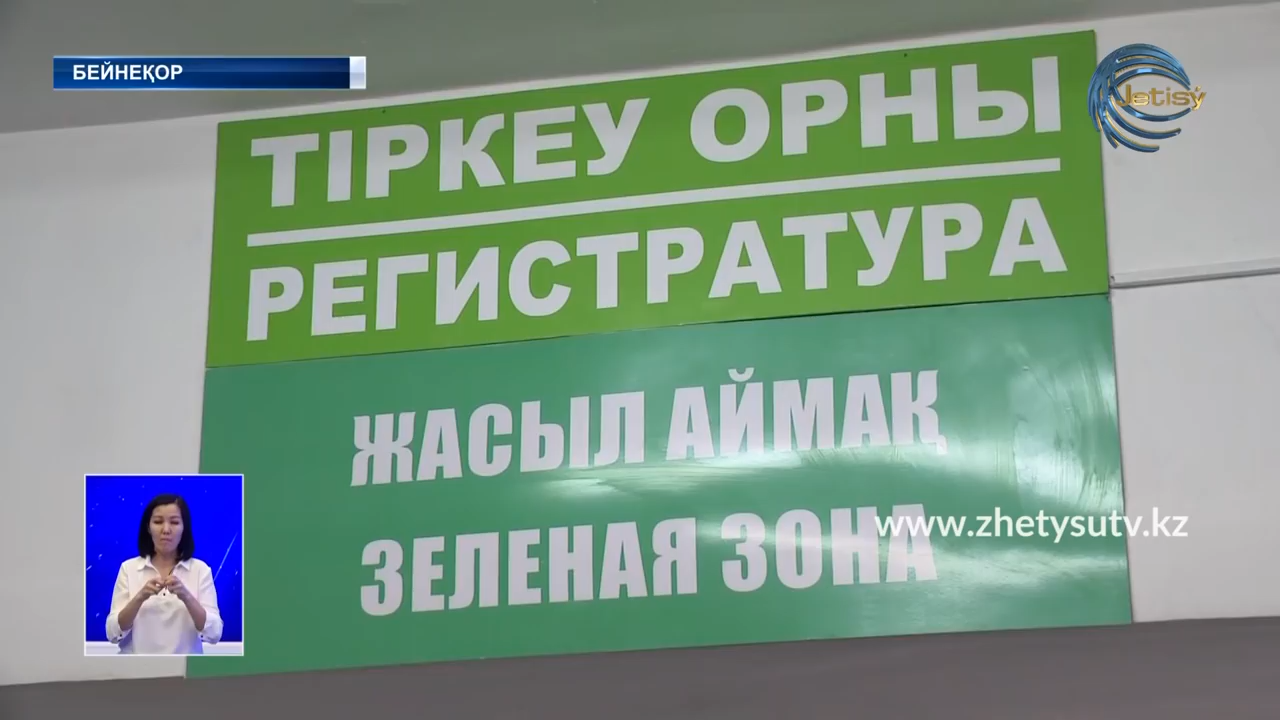 БЕЙНЕҚОР
Jetisý
ТІРКЕУ ОРНЫ
РЕГИСТРАТУРА
ЖАСЫЛ АЙМАҚ
ЗЕЛЕНАЯ ЗОНА
www.zhetysutv.kz